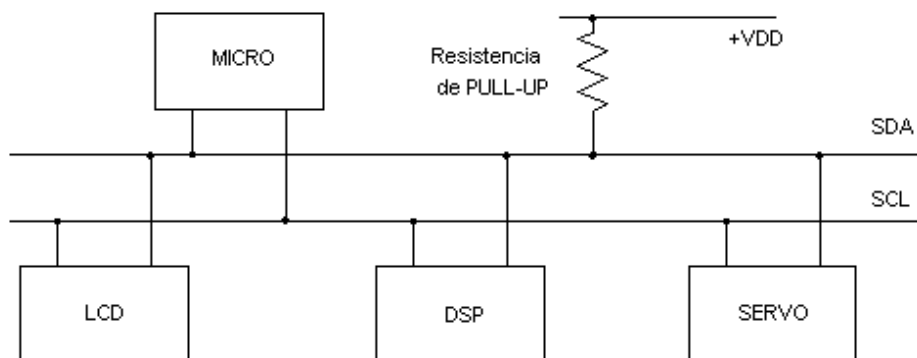 MICRO
Resistencia
de PULL-UP
+VDD
SDA
SCL
LCD
DSP
SERVO